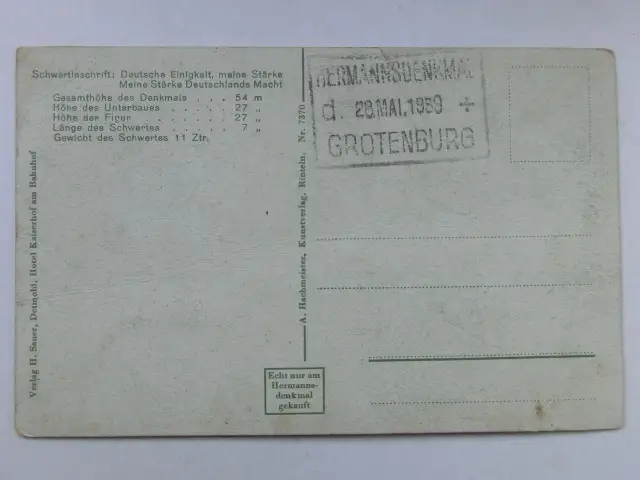 Schwertinschrift: Deutsche Einigkeit, meine Stärke
Meine Stärke Deutschlands Macht
Gesamthöhe des Denkmals . . . 54 m
Höhe des Unterbaues . . . . . 27 „
Höhe der Figur . . . . . . . 27 „
Länge des Schwertes . . . . . 7 „
Gewicht des Schwertes 11 Ztr.
Verlag H. Sauer, Detmold, Hotel Kaiserhof am Bahnhof
A. Hachmeister, Kunstverlag, Rinteln, Nr. 7370
HERMANNSDENKMAL
d. 28.MAI.1939 ÷
GROTENBURG
Echt nur am
Hermanns-
denkmal
gekauft